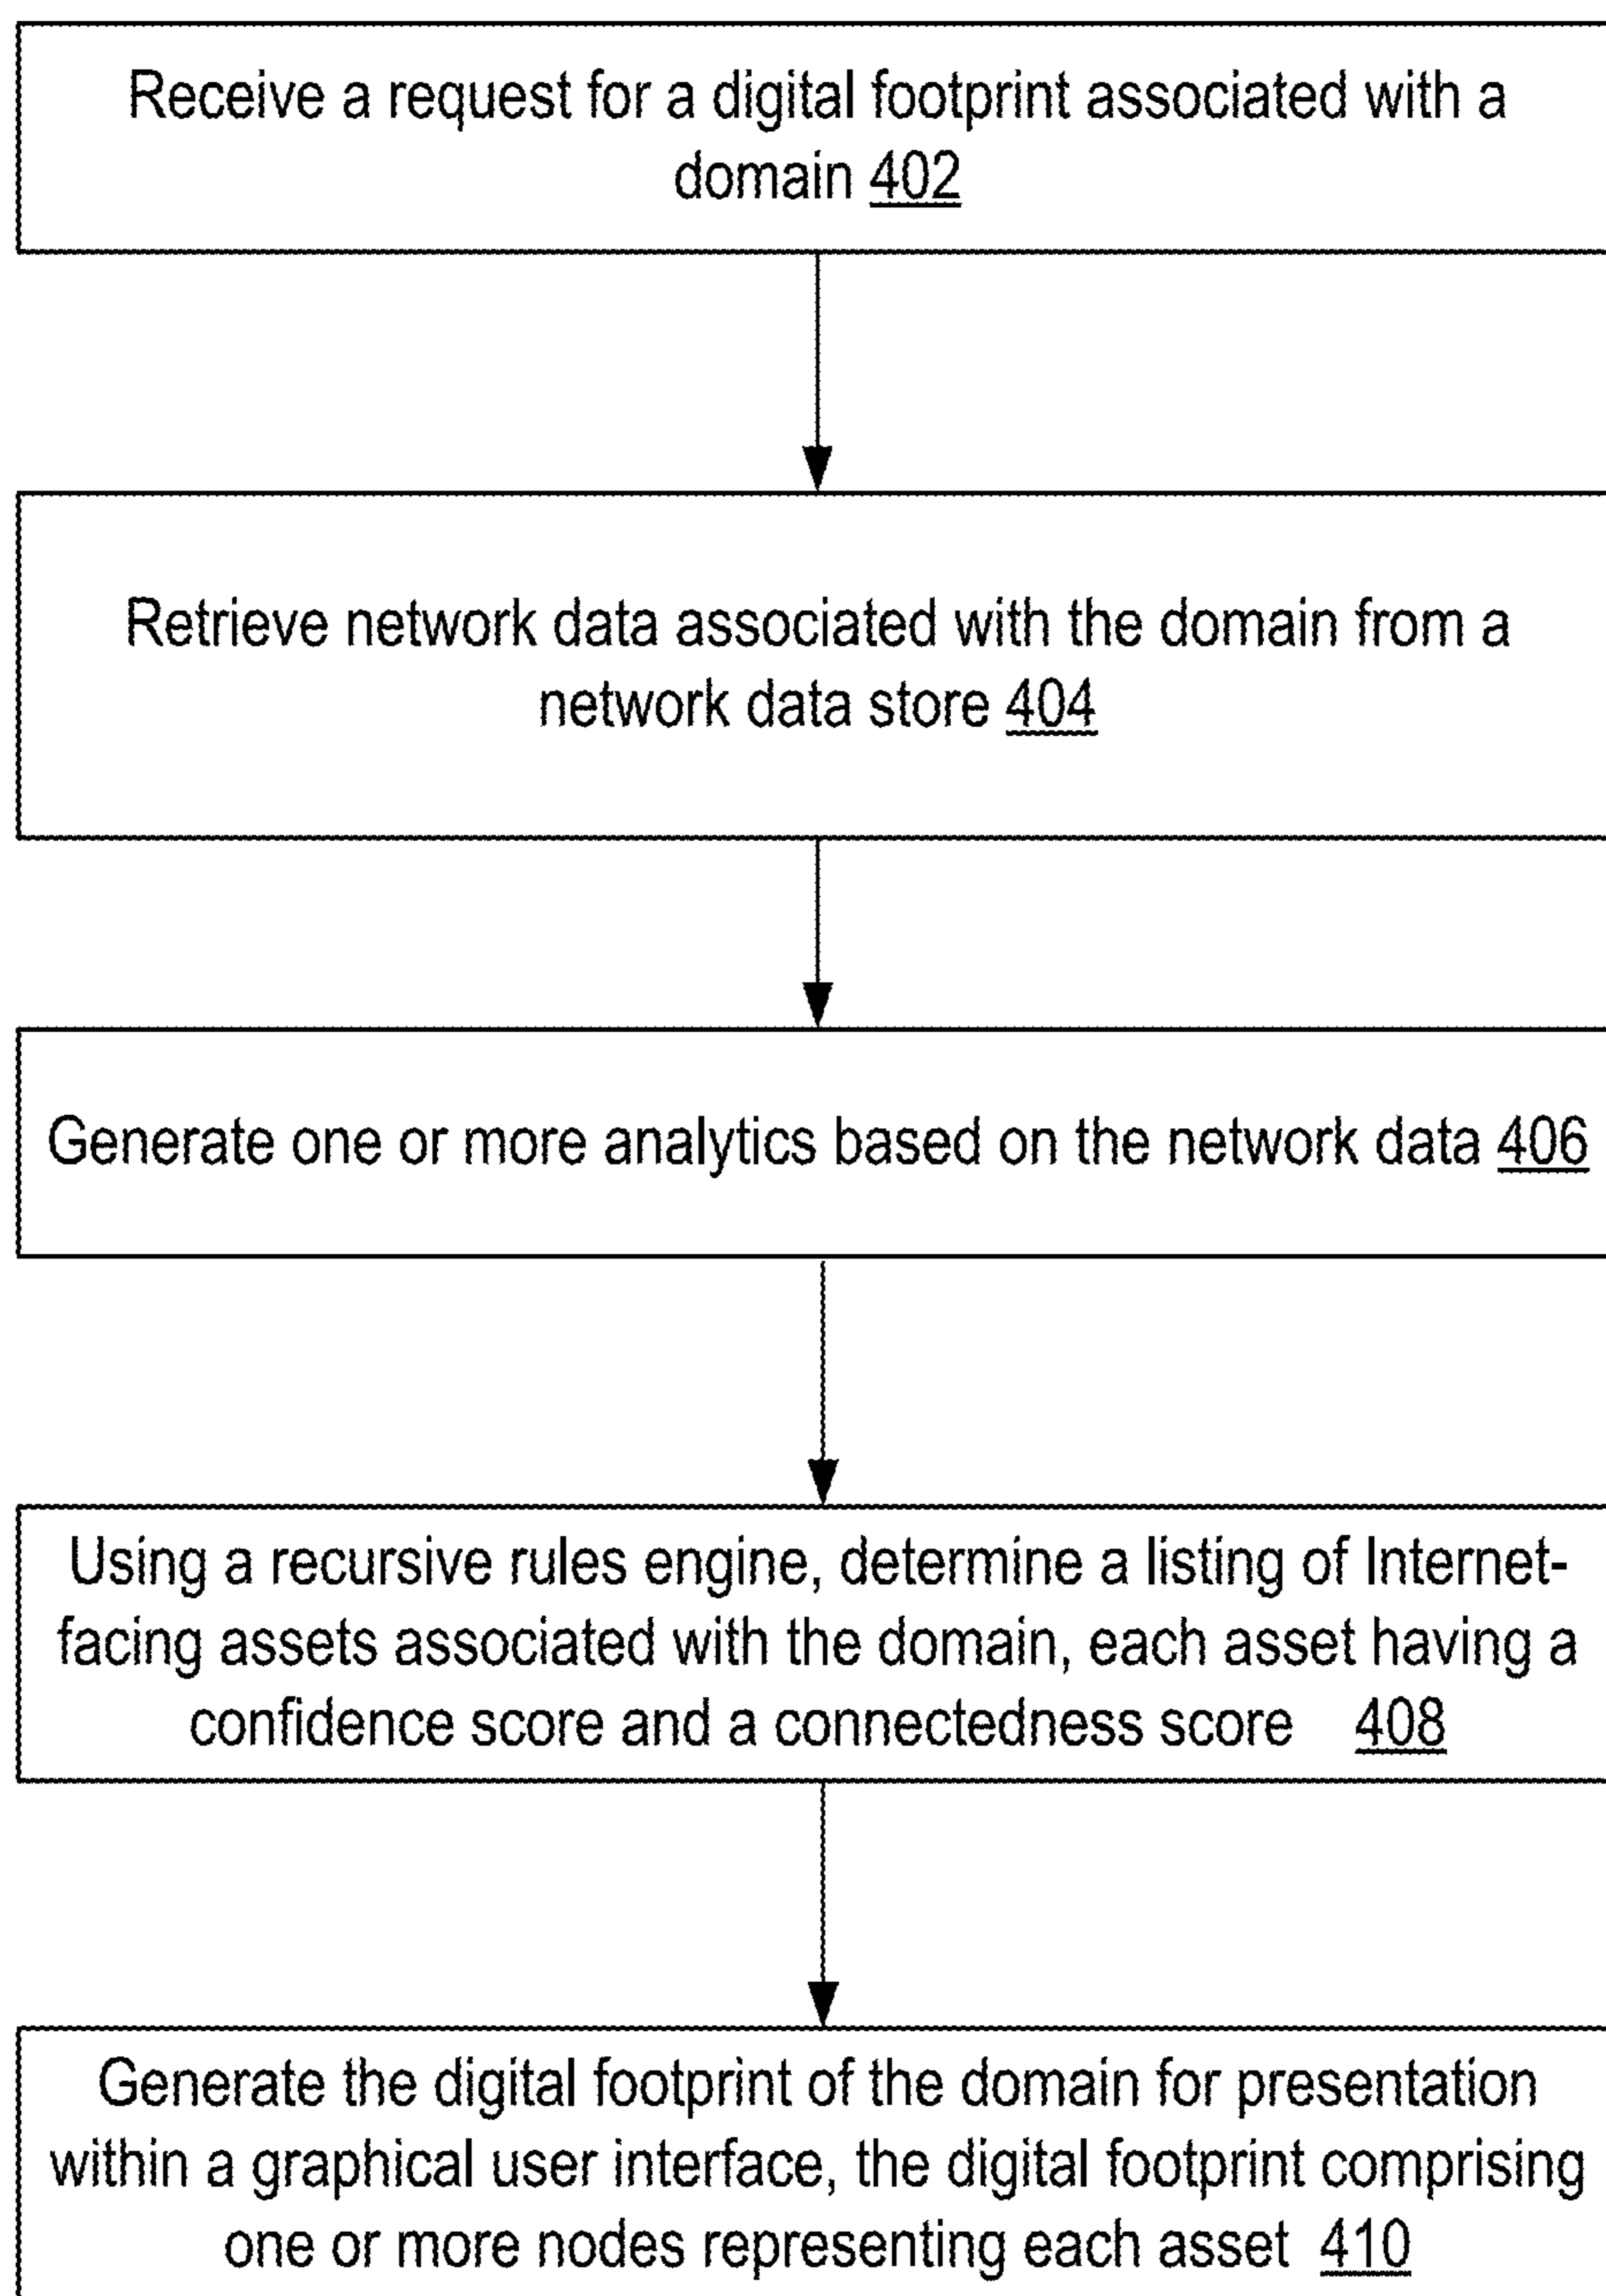 Receive a request for a digital footprint associated with a
domain 402
Retrieve network data associated with the domain from a
network data store 404
Generate one or more analytics based on the network data 406
Using a recursive rules engine, determine a listing of Internet-
facing assets associated with the domain, each asset having a
confidence score and a connectedness score 408
Generate the digital footprint of the domain for presentation
within a graphical user interface, the digital footprint comprising
one or more nodes representing each asset 410